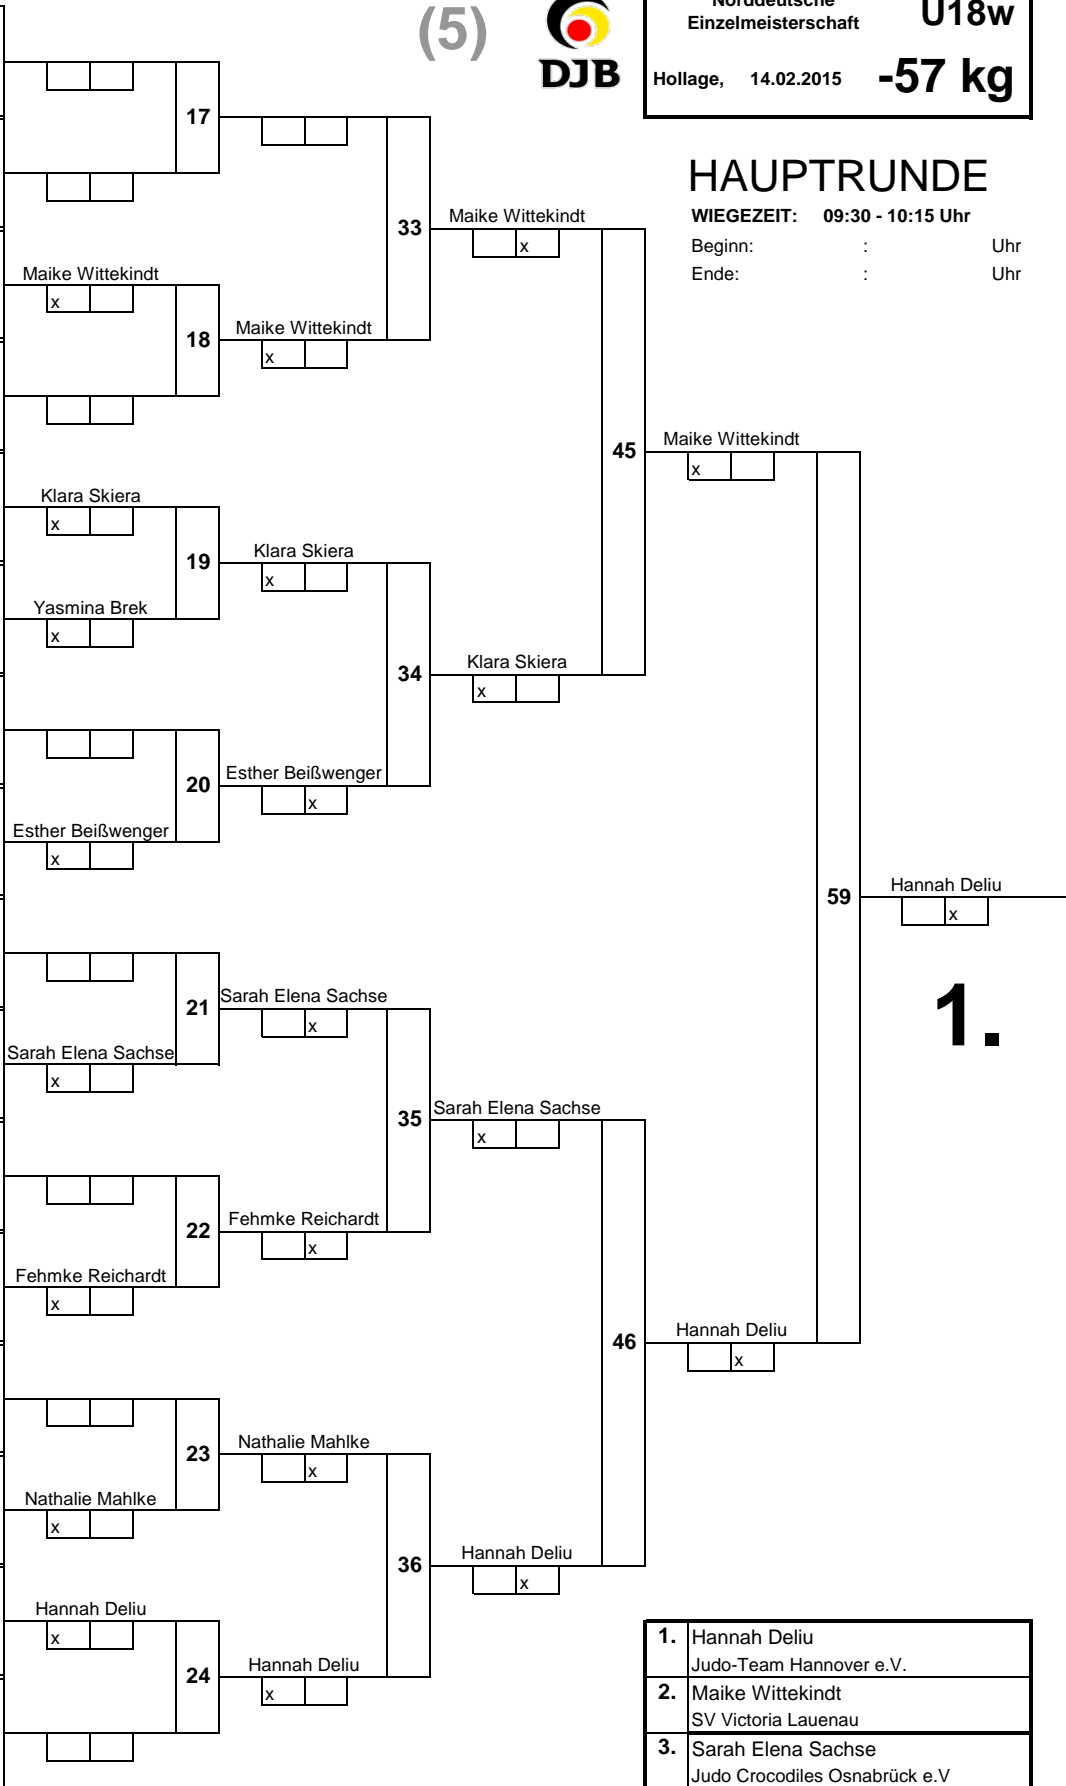 (5)
DJB
Norddeutsche
Einzelmeisterschaft
U18w
Hollage, 14.02.2015 -57 kg
HAUPTRUNDE
WIEGEZEIT: 09:30 - 10:15 Uhr
Beginn: : Uhr
Ende: : Uhr
17
33
Maike Wittekindt
x
Maike Wittekindt
x
18
Maike Wittekindt
x
45
Maike Wittekindt
x
Klara Skiera
x
19
Klara Skiera
x
Yasmina Brek
x
34
Klara Skiera
x
20
Esther Beißwenger
x
Esther Beißwenger
x
59
Hannah Deliu
x
1.
21
Sarah Elena Sachse
x
Sarah Elena Sachse
x
35
Sarah Elena Sachse
x
22
Fehmke Reichardt
x
Fehmke Reichardt
x
46
Hannah Deliu
x
23
Nathalie Mahlke
x
Nathalie Mahlke
x
36
Hannah Deliu
x
Hannah Deliu
x
24
Hannah Deliu
x
1. Hannah Deliu
Judo-Team Hannover e.V.
2. Maike Wittekindt
SV Victoria Lauenau
3. Sarah Elena Sachse
Judo Crocodiles Osnabrück e.V